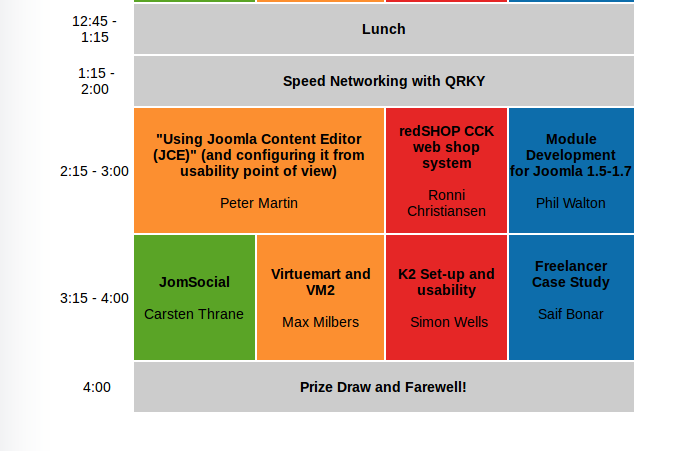 12:45 -
1:15
Lunch
1:15 -
2:00
Speed Networking with QRKY
2:15 - 3:00
"Using Joomla Content Editor
(JCE)" (and configuring it from
usability point of view)
Peter Martin
redSHOP CCK
web shop
system
Ronni
Christiansen
Module
Development
for Joomla 1.5-1.7
Phil Walton
3:15 - 4:00
JomSocial
Carsten Thrane
Virtuemart and
VM2
Max Milbers
K2 Set-up and
usability
Simon Wells
Freelancer
Case Study
Saif Bonar
4:00
Prize Draw and Farewell!